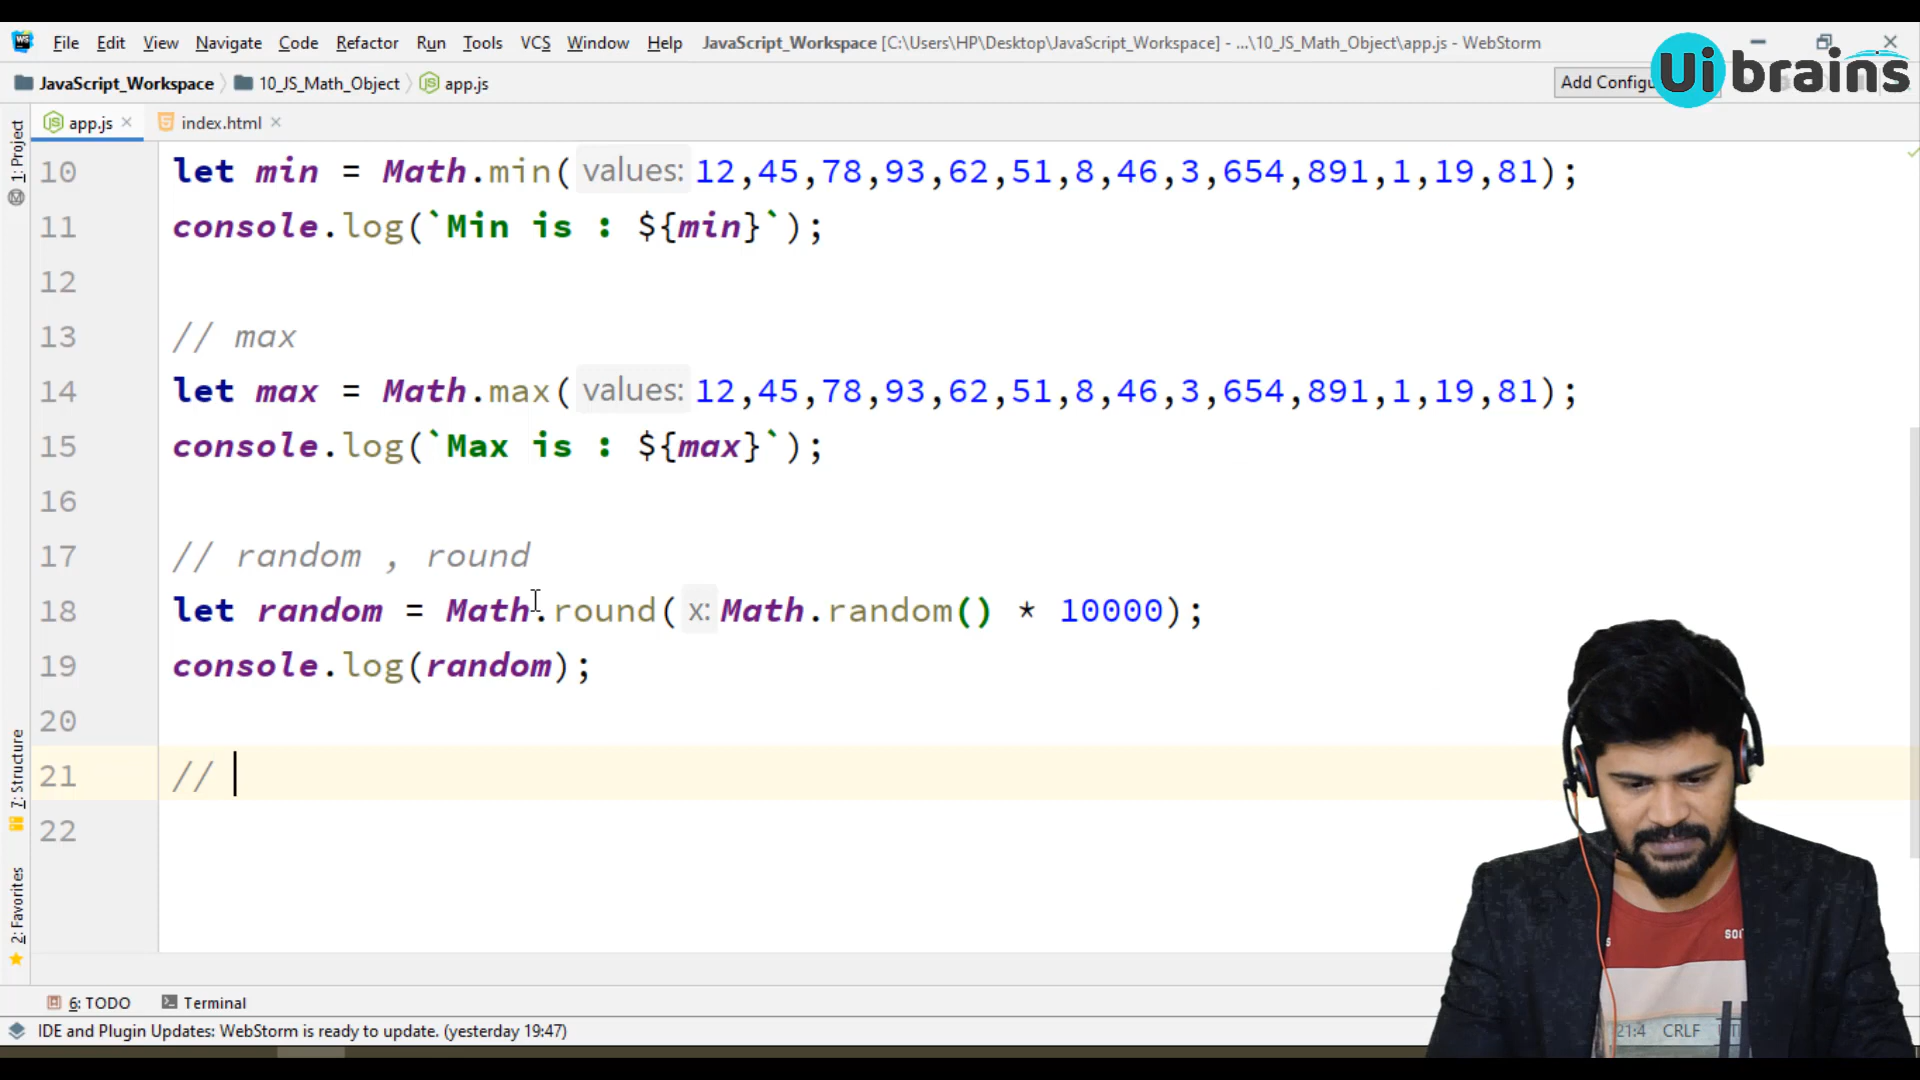 File Edit View Navigate Code Refactor Run Tools VCS Window Help JavaScript_Workspace [C:\Users\HP\Desktop\JavaScript_Workspace] - ...\10_JS_Math_Object\app.js - WebStorm
JavaScript_Workspace 10_JS_Math_Object app.js Add Config
Ui brains
app.js index.html
1: Project
7: Structure
2: Favorites
10 let min = Math.min( values: 12,45,78,93,62,51,8,46,3,654,891,1,19,81);
11 console.log(`Min is : ${min}`);
12
13 // max
14 let max = Math.max( values: 12,45,78,93,62,51,8,46,3,654,891,1,19,81);
15 console.log(`Max is : ${max}`);
16
17 // random , round
18 let random = Math.round( x: Math.random() * 10000);
19 console.log(random);
20
21 //
22
6: TODO Terminal
IDE and Plugin Updates: WebStorm is ready to update. (yesterday 19:47) 21:4 CRLF